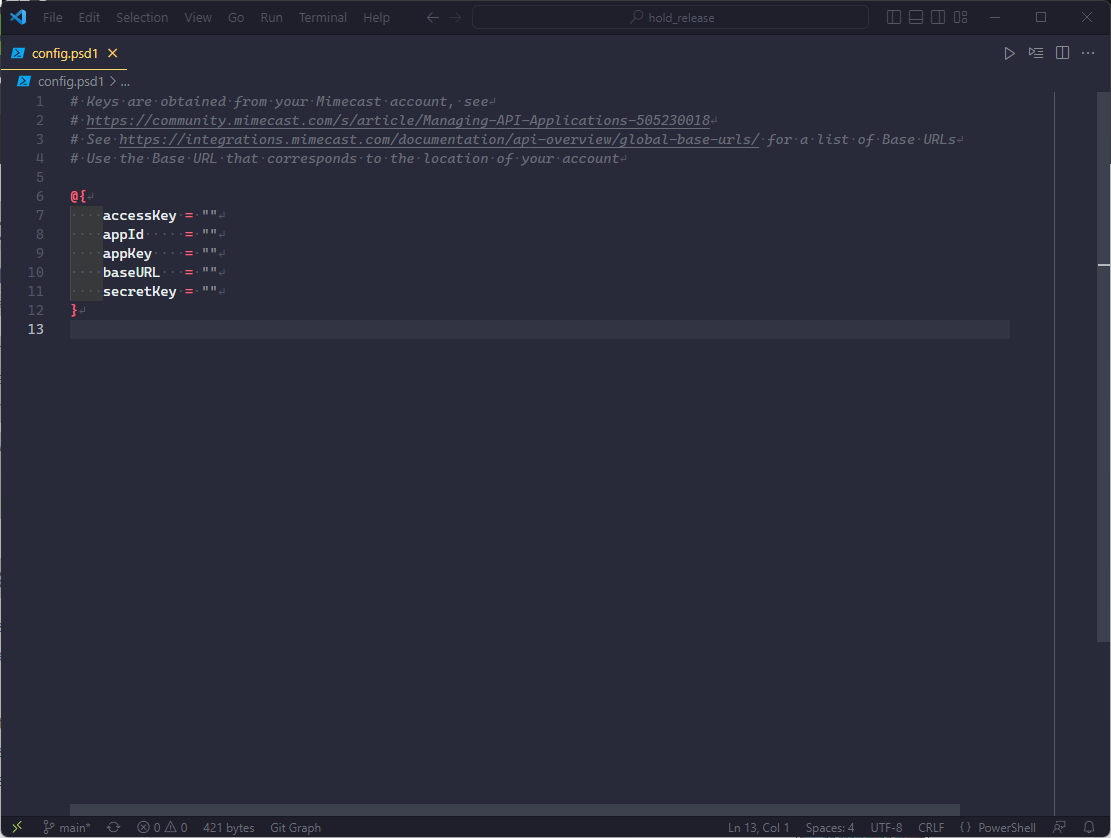 File Edit Selection View Go Run Terminal Help hold_release
config.psd1
config.psd1 > ...
1 # Keys are obtained from your Mimecast account, see
2 # https://community.mimecast.com/s/article/Managing-API-Applications-505230018
3 # See https://integrations.mimecast.com/documentation/api-overview/global-base-urls/ for a list of Base URLs
4 # Use the Base URL that corresponds to the location of your account
5
6 @{
7     accessKey = ""
8     appId     = ""
9     appKey    = ""
10     baseURL   = ""
11     secretKey = ""
12 }
13
main* 0 0 421 bytes Git Graph Ln 13, Col 1 Spaces: 4 UTF-8 CRLF {} PowerShell